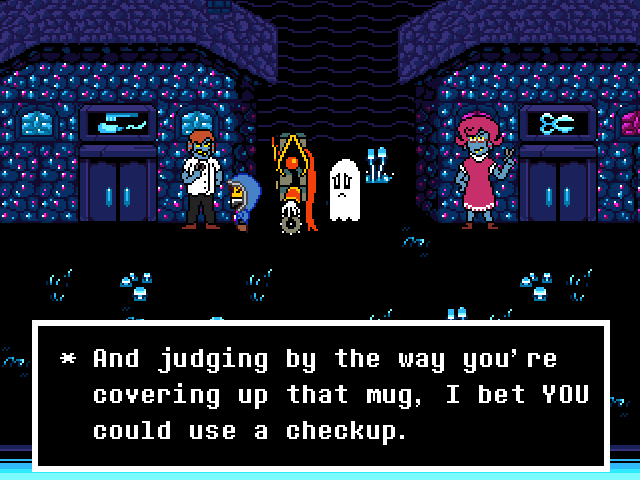 * And judging by the way you're
covering up that mug, I bet YOU
could use a checkup.